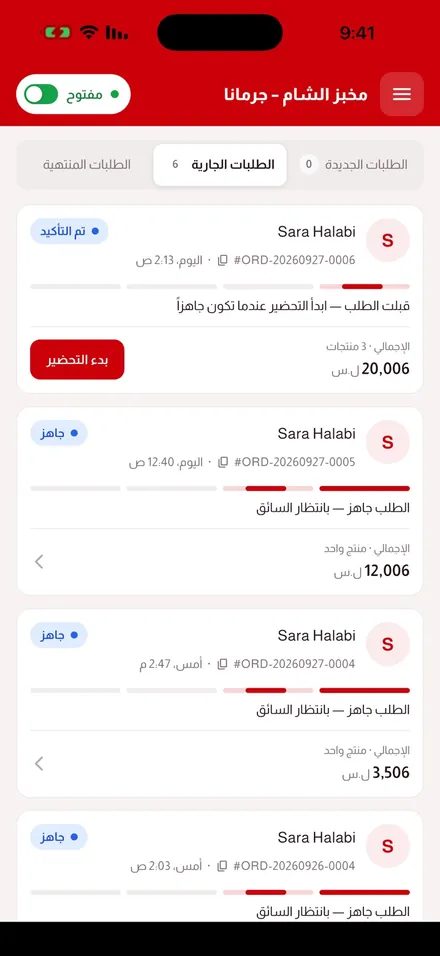 9:41
مخبز الشام – جرمانا
مفتوح
الطلبات الجديدة 0
الطلبات الجارية 6
الطلبات المنتهية
S
Sara Halabi
تم التأكيد
#ORD-20260927-0006 · اليوم، 2:13 ص
قبلت الطلب — ابدأ التحضير عندما تكون جاهزاً
الإجمالي · 3 منتجات
20,006 ل.س
بدء التحضير
S
Sara Halabi
جاهز
#ORD-20260927-0005 · اليوم، 12:40 ص
الطلب جاهز — بانتظار السائق
الإجمالي · منتج واحد
12,006 ل.س
S
Sara Halabi
جاهز
#ORD-20260927-0004 · أمس، 2:47 م
الطلب جاهز — بانتظار السائق
الإجمالي · منتج واحد
3,506 ل.س
S
Sara Halabi
جاهز
#ORD-20260926-0004 · أمس، 2:03 ص
الطلب جاهز — بانتظار السائق